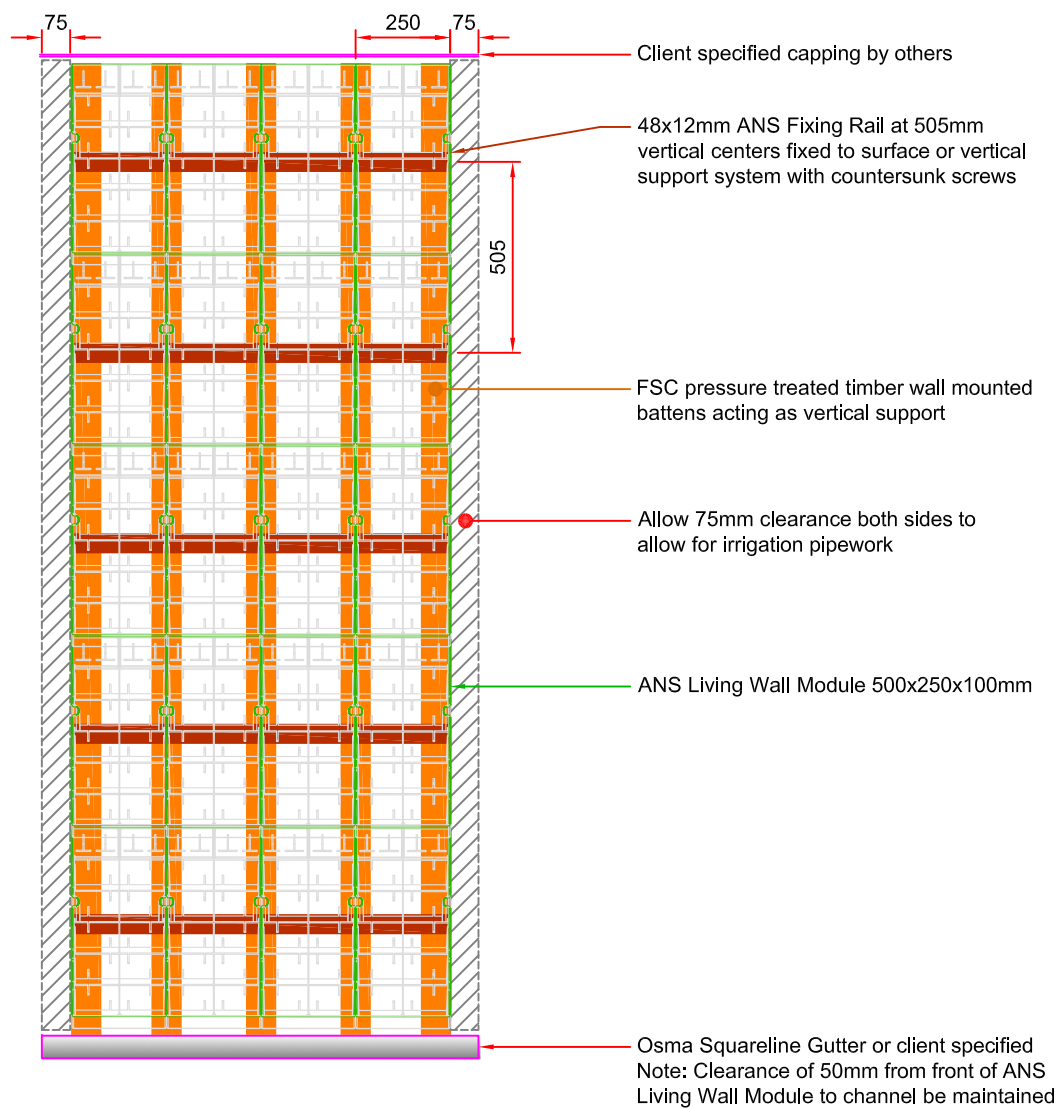 75
250
75
Client specified capping by others
48x12mm ANS Fixing Rail at 505mm
vertical centers fixed to surface or vertical
support system with countersunk screws
505
FSC pressure treated timber wall mounted
battens acting as vertical support
Allow 75mm clearance both sides to
allow for irrigation pipework
ANS Living Wall Module 500x250x100mm
Osma Squareline Gutter or client specified
Note: Clearance of 50mm from front of ANS
Living Wall Module to channel be maintained